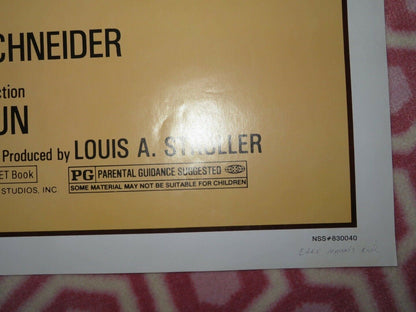 CHNEIDER
ction
UN
Produced by LOUIS A. STROLLER
ET Book
PG PARENTAL GUIDANCE SUGGESTED
STUDIOS, INC.
SOME MATERIAL MAY NOT BE SUITABLE FOR CHILDREN
NSS#830040